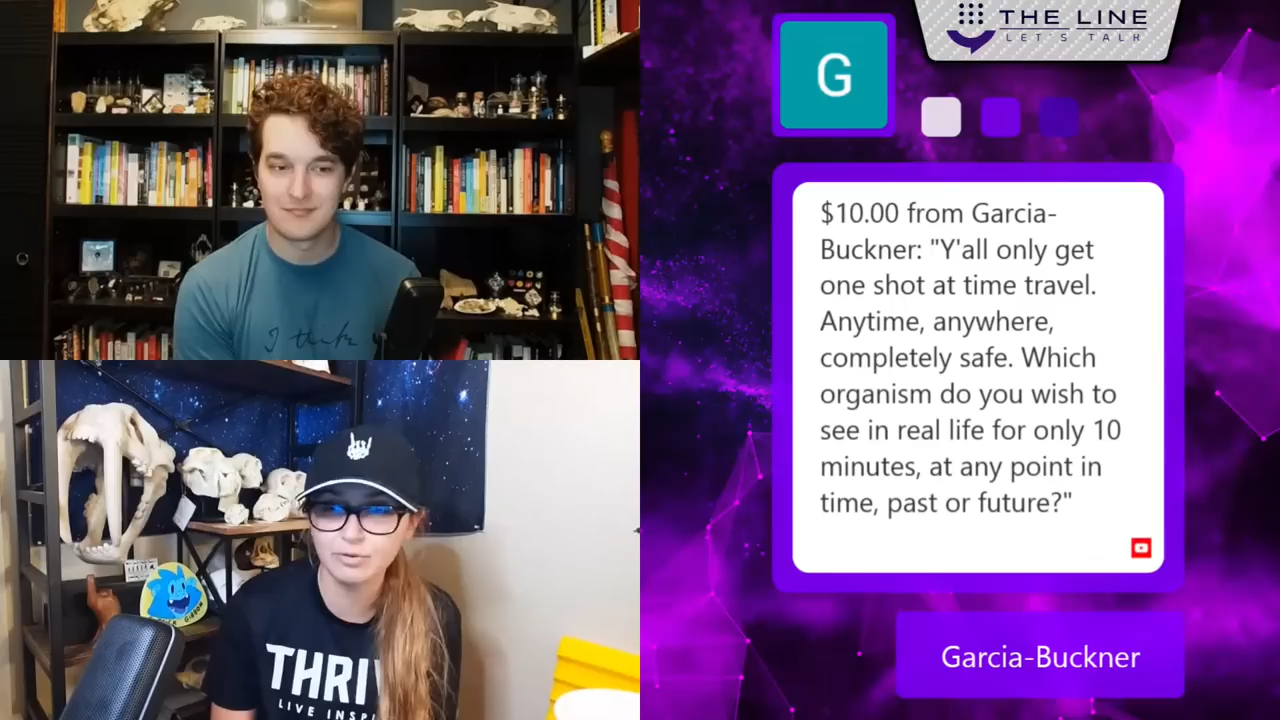 THE LINE
LET'S TALK
G
$10.00 from Garcia-
Buckner: "Y'all only get
one shot at time travel.
Anytime, anywhere,
completely safe. Which
organism do you wish to
see in real life for only 10
minutes, at any point in
time, past or future?"
Garcia-Buckner
I think
THRIV
LIVE INSPI